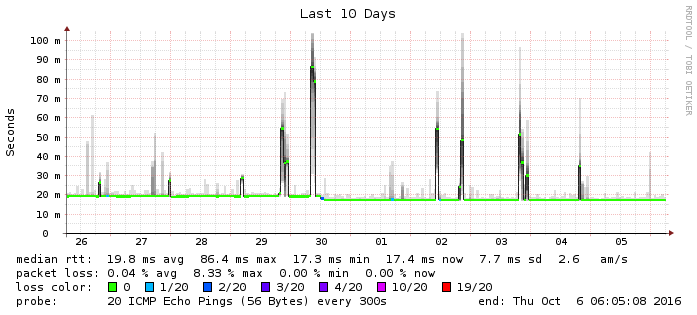 Last 10 Days
RRDTOOL / TOBI OETIKER
Seconds
100 m
90 m
80 m
70 m
60 m
50 m
40 m
30 m
20 m
10 m
0
26 27 28 29 30 01 02 03 04 05
median rtt: 19.8 ms avg 86.4 ms max 17.3 ms min 17.4 ms now 7.7 ms sd 2.6 am/s
packet loss: 0.04 % avg 8.33 % max 0.00 % min 0.00 % now
loss color: 0 1/20 2/20 3/20 4/20 10/20 19/20
probe: 20 ICMP Echo Pings (56 Bytes) every 300s end: Thu Oct 6 06:05:08 2016